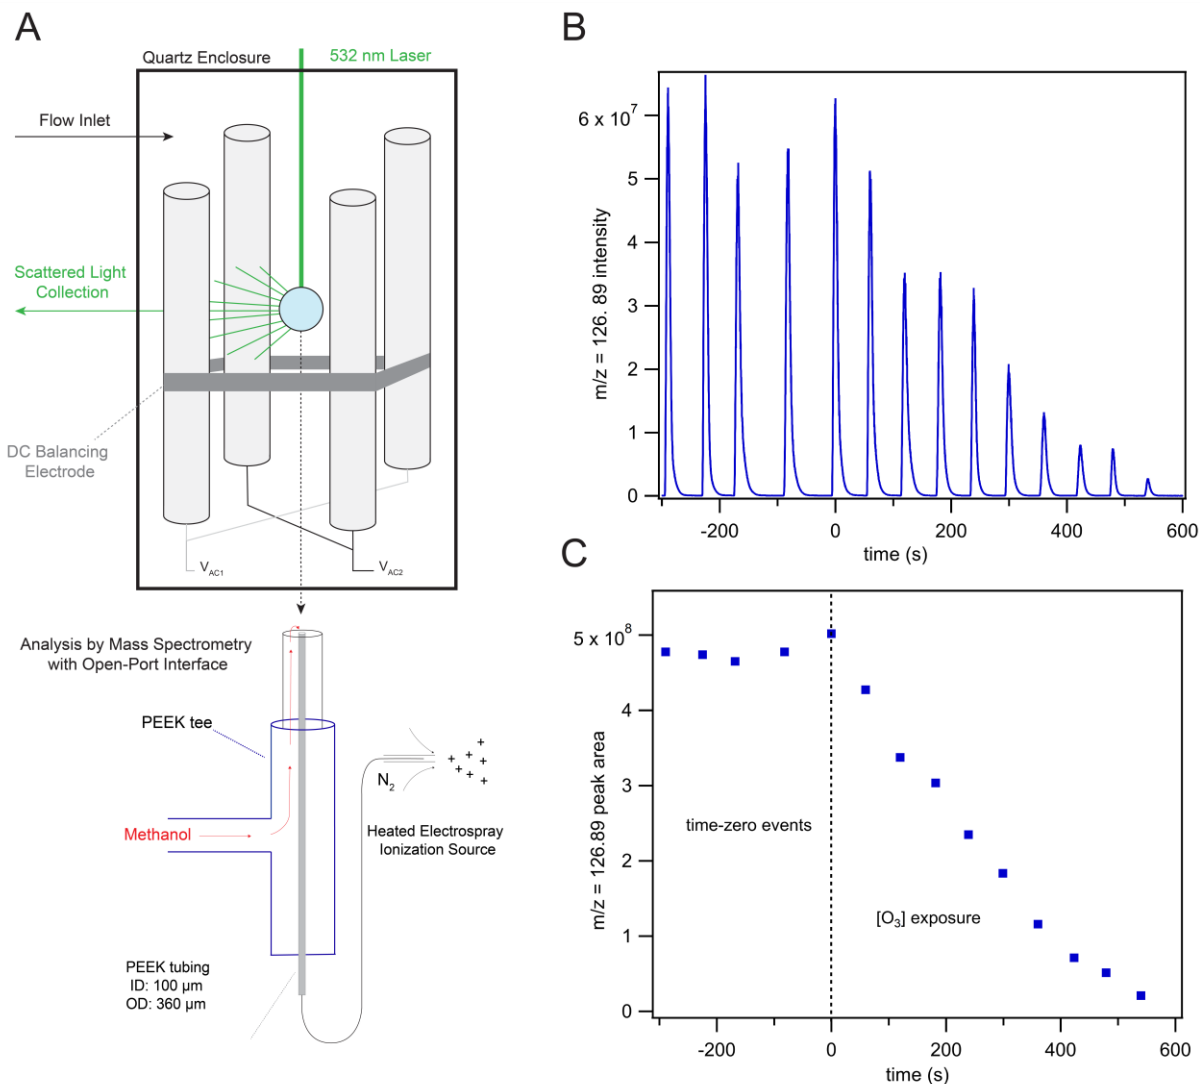 A
Quartz Enclosure
532 nm Laser
Flow Inlet
Scattered Light
Collection
DC Balancing
Electrode
V_AC1
V_AC2
Analysis by Mass Spectrometry
with Open-Port Interface
PEEK tee
Methanol
N₂
Heated Electrospray
Ionization Source
PEEK tubing
ID: 100 µm
OD: 360 µm
B
m/z = 126. 89 intensity
6 x 10⁷
5
4
3
2
1
0
-200
0
200
400
600
time (s)
C
m/z = 126.89 peak area
5 x 10⁸
4
3
2
1
0
time-zero events
[O₃] exposure
-200
0
200
400
600
time (s)